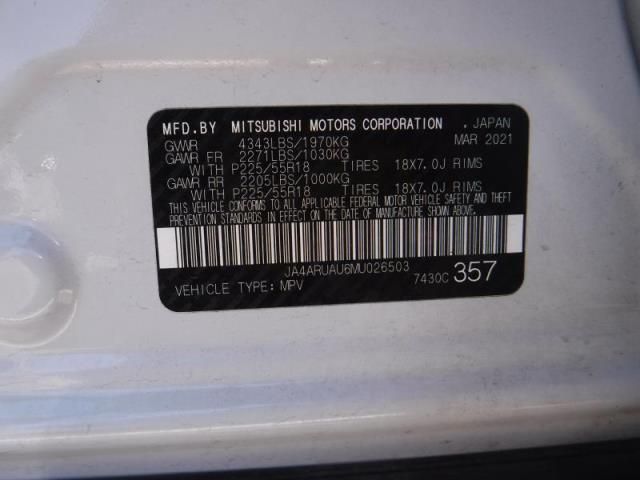 MFD.BY MITSUBISHI MOTORS CORPORATION , JAPAN
GVWR 4343LBS/1970KG MAR 2021
GAWR FR 2271LBS/1030KG
WITH P225/55R18 TIRES 18X7.0J RIMS
GAWR RR 2205LBS/1000KG
WITH P225/55R18 TIRES 18X7.0J RIMS
THIS VEHICLE CONFORMS TO ALL APPLICABLE FEDERAL MOTOR VEHICLE SAFETY AND THEFT
PREVENTION STANDARDS IN EFFECT ON THE DATE OF MANUFACTURE SHOWN ABOVE.
JA4ARUAU6MU026503
VEHICLE TYPE: MPV 7430C 357